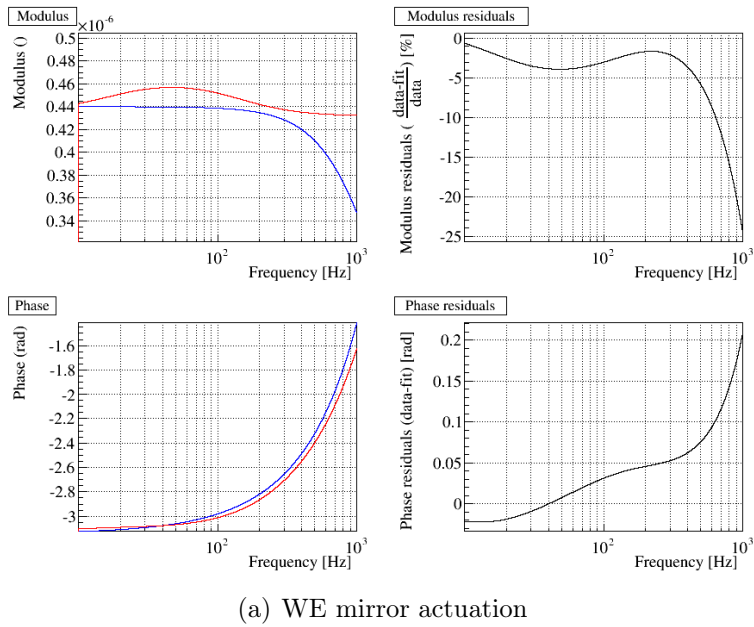 Modulus
×10⁻⁶
Modulus ()
0.5
0.48
0.46
0.44
0.42
0.4
0.38
0.36
0.34
10²
10³
Frequency [Hz]
Modulus residuals
Modulus residuals ( data-fit / data ) [%]
0
-5
-10
-15
-20
-25
10²
10³
Frequency [Hz]
Phase
Phase (rad)
-1.6
-1.8
-2
-2.2
-2.4
-2.6
-2.8
-3
10²
10³
Frequency [Hz]
Phase residuals
Phase residuals (data-fit) [rad]
0.2
0.15
0.1
0.05
0
10²
10³
Frequency [Hz]
(a) WE mirror actuation